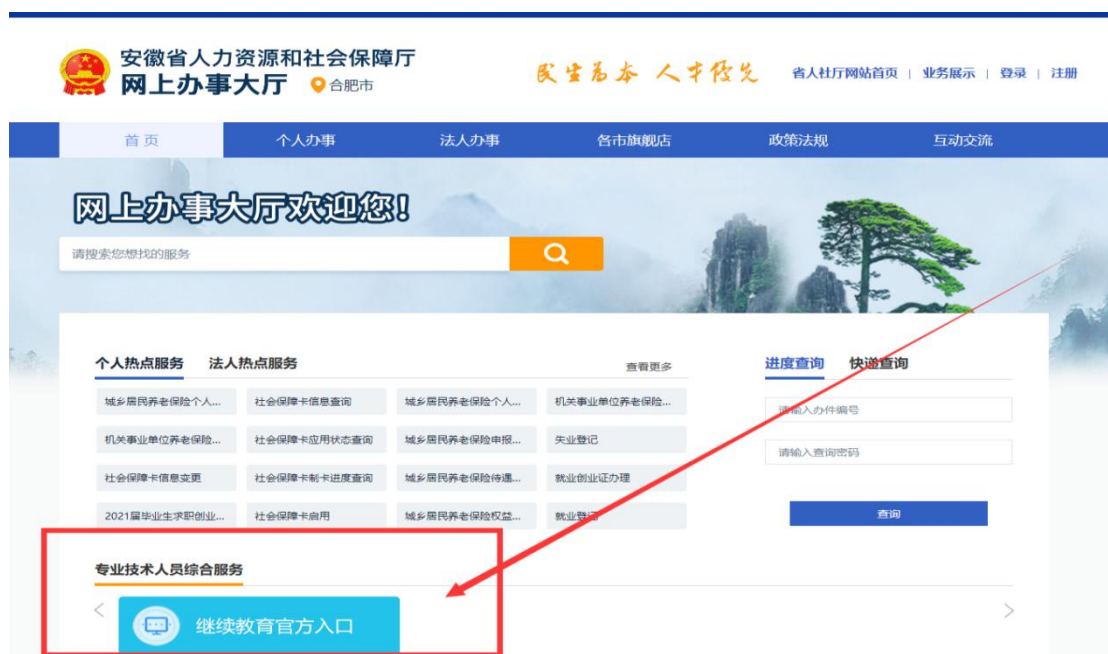 安徽省人力资源和社会保障厅
网上办事大厅 合肥市
民生为本 人才优先
省人社厅网站首页 | 业务展示 | 登录 | 注册
首页 个人办事 法人办事 各市旗舰店 政策法规 互动交流
网上办事大厅欢迎您!
请搜索您想找的服务
个人热点服务 法人热点服务 查看更多
进度查询 快递查询
城乡居民养老保险个人... 社会保障卡信息查询 城乡居民养老保险个人... 机关事业单位养老保险...
请输入办件编号
机关事业单位养老保险... 社会保障卡应用状态查询 城乡居民养老保险申报... 失业登记
请输入查询密码
社会保障卡信息变更 社会保障卡制卡进度查询 城乡居民养老保险待遇... 就业创业证办理
2021届毕业生求职创业... 社会保障卡启用 城乡居民养老保险权益... 就业登记
查询
专业技术人员综合服务
继续教育官方入口